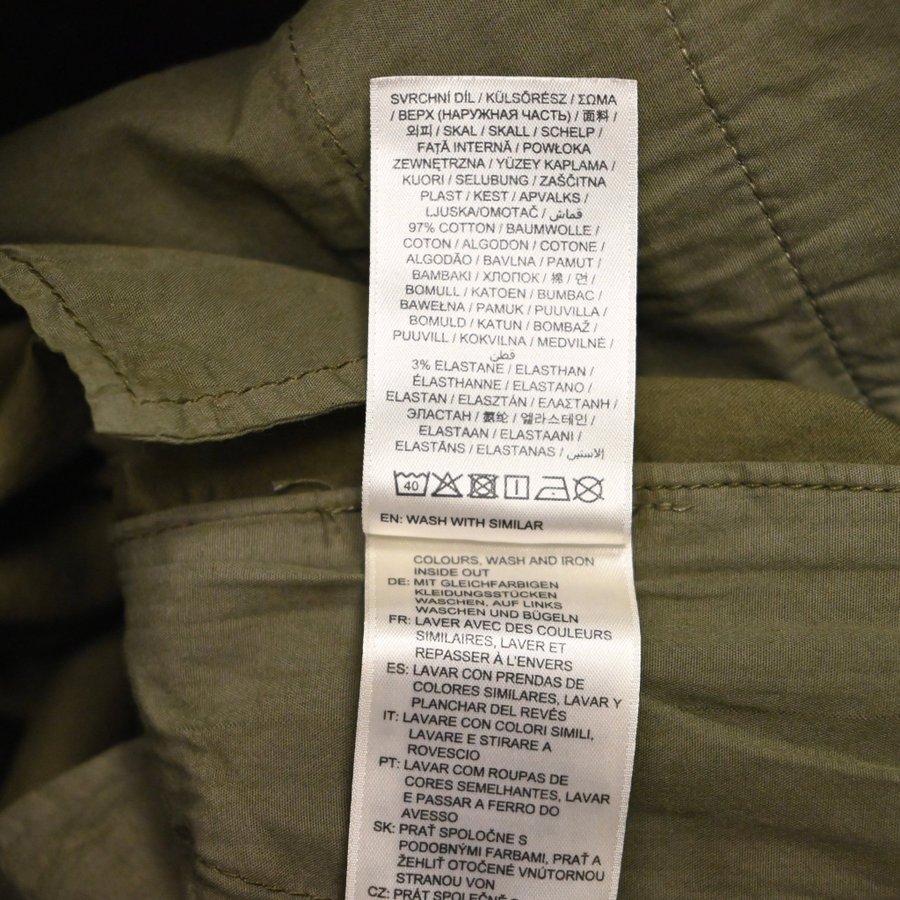 SVRCHNÍ DÍL / KÜLSŐRÉSZ / ΣΩΜΑ
/ ВЕРХ (НАРУЖНАЯ ЧАСТЬ) / 面料 /
외피 / SKAL / SKALL / SCHELP /
FAȚĂ INTERNĂ / POWŁOKA
ZEWNĘTRZNA / YÜZEY KAPLAMA /
KUORI / SELUBUNG / ZAŠČITNA
PLAST / KEST / APVALKS /
LJUSKA/OMOTAČ / قماش /
97% COTTON / BAUMWOLLE /
COTON / ALGODON / COTONE /
ALGODÃO / BAVLNA / PAMUT /
BAMBAKI / ХЛОПОК / 棉 / 면 /
BOMULL / KATOEN / BUMBAC /
BAWEŁNA / PAMUK / PUUVILLA /
BOMULD / KATUN / BOMBAŽ /
PUUVILL / KOKVILNA / MEDVILNĖ /
قطن
3% ELASTANE / ELASTHAN /
ÉLASTHANNE / ELASTANO /
ELASTAN / ELASZTÁN / ΕΛΑΣΤΑΝΗ /
ЭЛАСТАН / 氨纶 / 엘라스테인 /
ELASTAAN / ELASTAANI /
ELASTĀNS / ELASTANAS / الاستين
40
EN: WASH WITH SIMILAR
COLOURS, WASH AND IRON
INSIDE OUT
DE: MIT GLEICHFARBIGEN
KLEIDUNGSSTÜCKEN
WASCHEN, AUF LINKS
WASCHEN UND BÜGELN
FR: LAVER AVEC DES COULEURS
SIMILAIRES, LAVER ET
REPASSER À L'ENVERS
ES: LAVAR CON PRENDAS DE
COLORES SIMILARES, LAVAR Y
PLANCHAR DEL REVÉS
IT: LAVARE CON COLORI SIMILI,
LAVARE E STIRARE A
ROVESCIO
PT: LAVAR COM ROUPAS DE
CORES SEMELHANTES, LAVAR
E PASSAR A FERRO DO
AVESSO
SK: PRAŤ SPOLOČNE S
PODOBNÝMI FARBAMI, PRAŤ A
ŽEHLIŤ OTOČENÉ VNÚTORNOU
STRANOU VON
CZ: PRÁT SPOLEČNĚ S